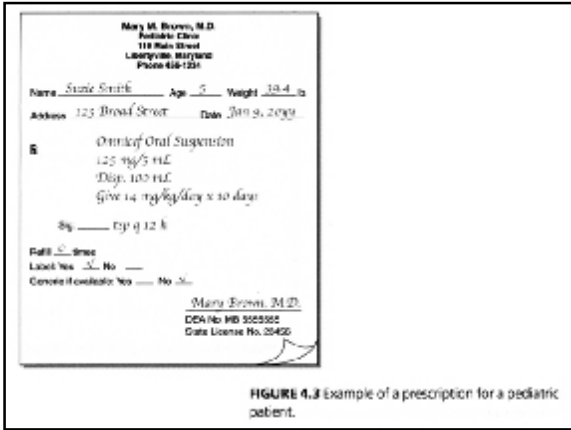 Mary M. Brown, M.D.
Pediatric Clinic
110 Main Street
Libertyville, Maryland
Phone 456-1234
Name Suzie Smith Age 5 Weight 39.4 lb
Address 123 Broad Street Date Jan 9, 20yy
℞
Omnicef Oral Suspension
125 mg/5 mL
Disp. 100 mL
Give 14 mg/kg/day x 10 days
Sig ____ tsp q 12 h
Refill 0 times
Label: Yes √ No ___
Generic if available: Yes ___ No √
Mary Brown, M.D.
DEA No. MB 5555555
State License No.
FIGURE 4.3 Example of a prescription for a pediatric
patient.